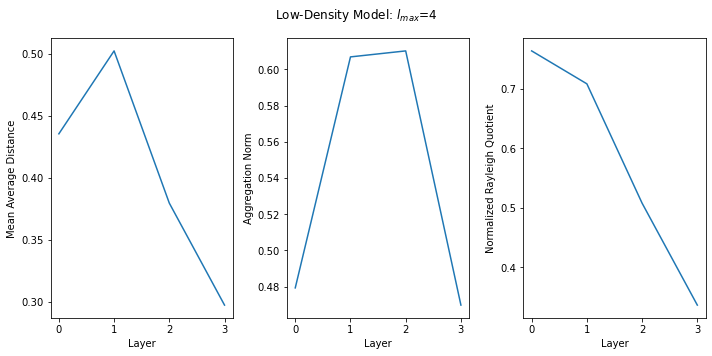 Low-Density Model: $l_{max}$=4
Mean Average Distance
0.50
0.45
0.40
0.35
0.30
0 1 2 3
Layer
Aggregation Norm
0.60
0.58
0.56
0.54
0.52
0.50
0.48
0 1 2 3
Layer
Normalized Rayleigh Quotient
0.7
0.6
0.5
0.4
0 1 2 3
Layer